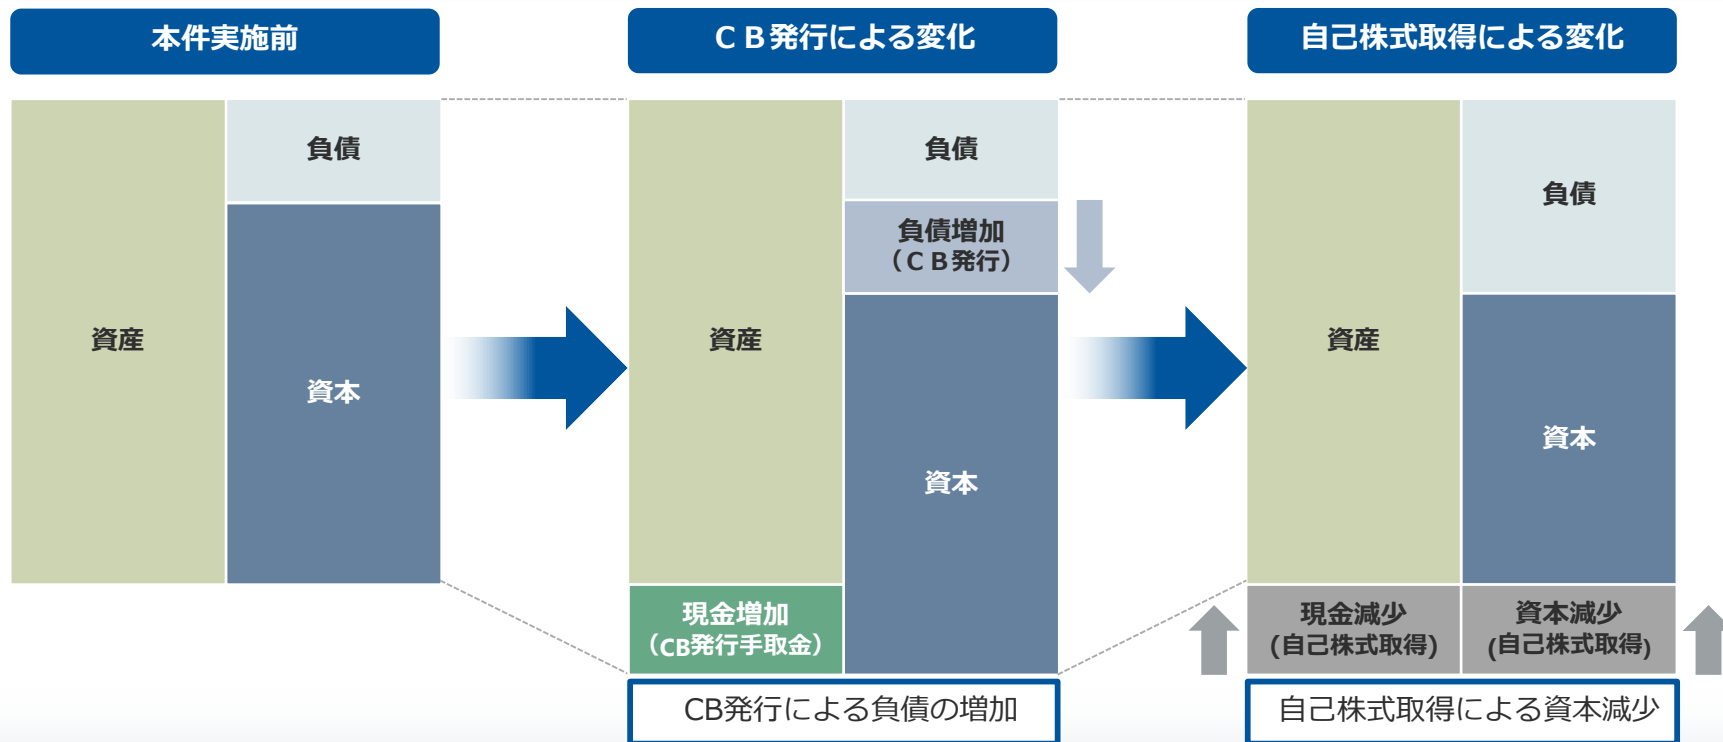 本件実施前
ＣＢ発行による変化
自己株式取得による変化
資産
負債
資本
資産
負債
負債増加
（ＣＢ発行）
資本
現金増加
（CB発行手取金）
資産
負債
資本
現金減少
(自己株式取得)
資本減少
(自己株式取得)
CB発行による負債の増加
自己株式取得による資本減少